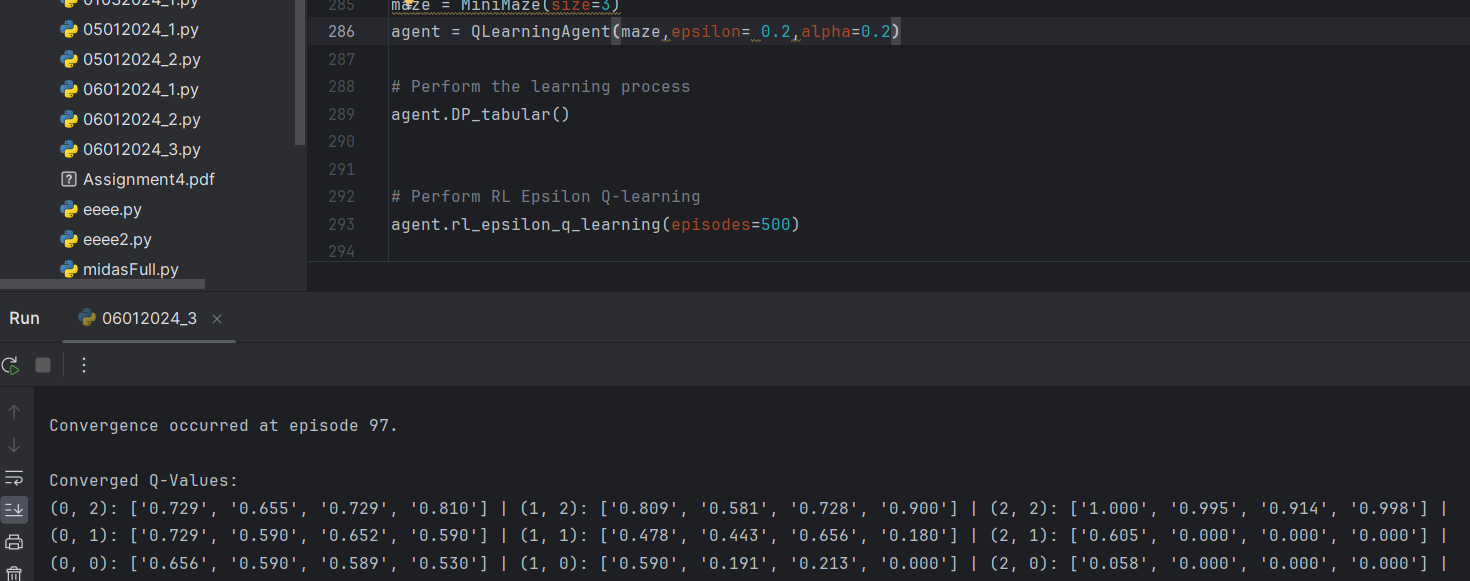 01032024_1.py
05012024_1.py
05012024_2.py
06012024_1.py
06012024_2.py
06012024_3.py
Assignment4.pdf
eeee.py
eeee2.py
midasFull.py
285 maze = MiniMaze(size=3)
286 agent = QLearningAgent(maze,epsilon= 0.2,alpha=0.2)
287
288 # Perform the learning process
289 agent.DP_tabular()
290
291
292 # Perform RL Epsilon Q-learning
293 agent.rl_epsilon_q_learning(episodes=500)
294
Run 06012024_3
Convergence occurred at episode 97.
Converged Q-Values:
(0, 2): ['0.729', '0.655', '0.729', '0.810'] | (1, 2): ['0.809', '0.581', '0.728', '0.900'] | (2, 2): ['1.000', '0.995', '0.914', '0.998'] |
(0, 1): ['0.729', '0.590', '0.652', '0.590'] | (1, 1): ['0.478', '0.443', '0.656', '0.180'] | (2, 1): ['0.605', '0.000', '0.000', '0.000'] |
(0, 0): ['0.656', '0.590', '0.589', '0.530'] | (1, 0): ['0.590', '0.191', '0.213', '0.000'] | (2, 0): ['0.058', '0.000', '0.000', '0.000'] |